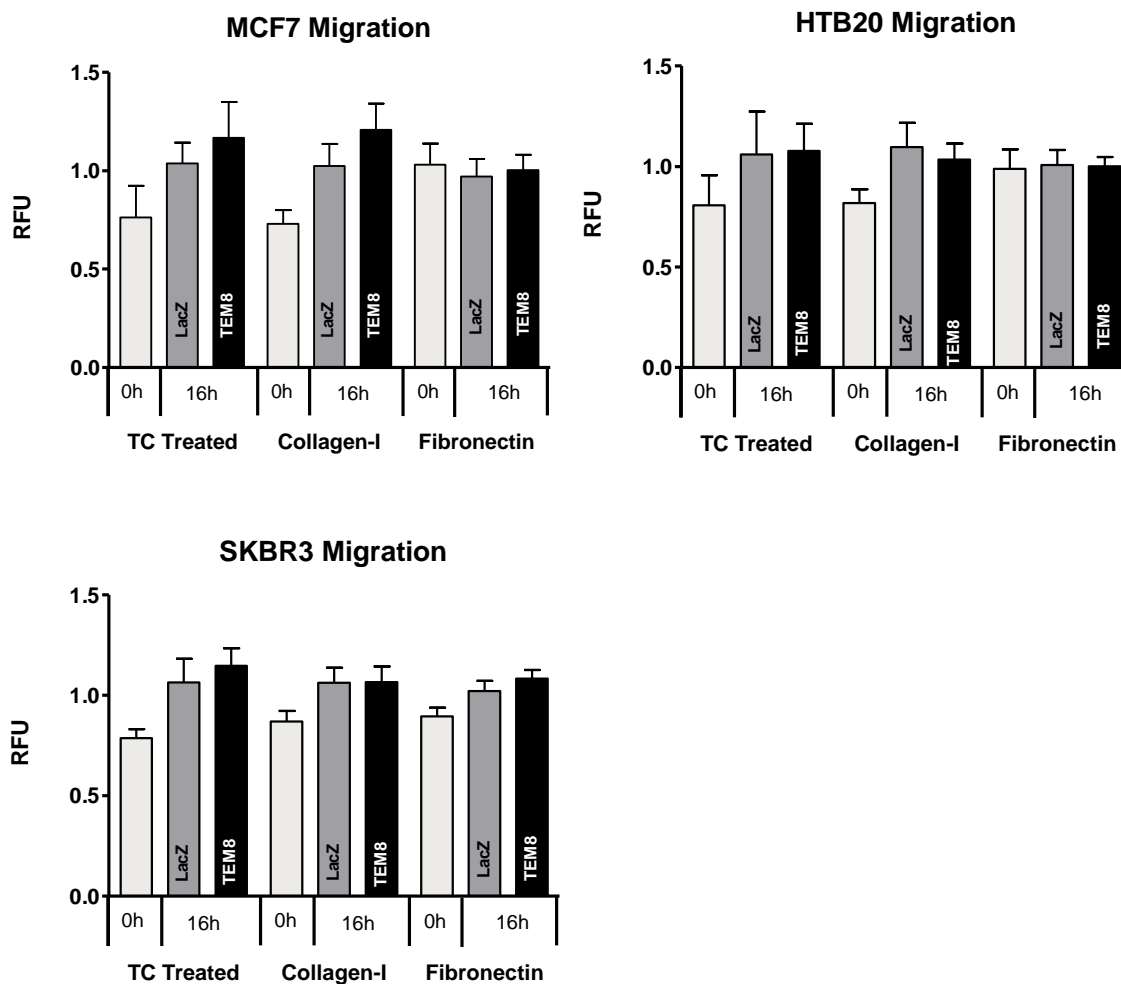 MCF7 Migration
RFU
1.5
1.0
0.5
0.0
LacZ
TEM8
LacZ
TEM8
LacZ
TEM8
0h 16h 0h 16h 0h 16h
TC Treated Collagen-I Fibronectin
HTB20 Migration
RFU
1.5
1.0
0.5
0.0
LacZ
TEM8
LacZ
TEM8
LacZ
TEM8
0h 16h 0h 16h 0h 16h
TC Treated Collagen-I Fibronectin
SKBR3 Migration
RFU
1.5
1.0
0.5
0.0
LacZ
TEM8
LacZ
TEM8
LacZ
TEM8
0h 16h 0h 16h 0h 16h
TC Treated Collagen-I Fibronectin